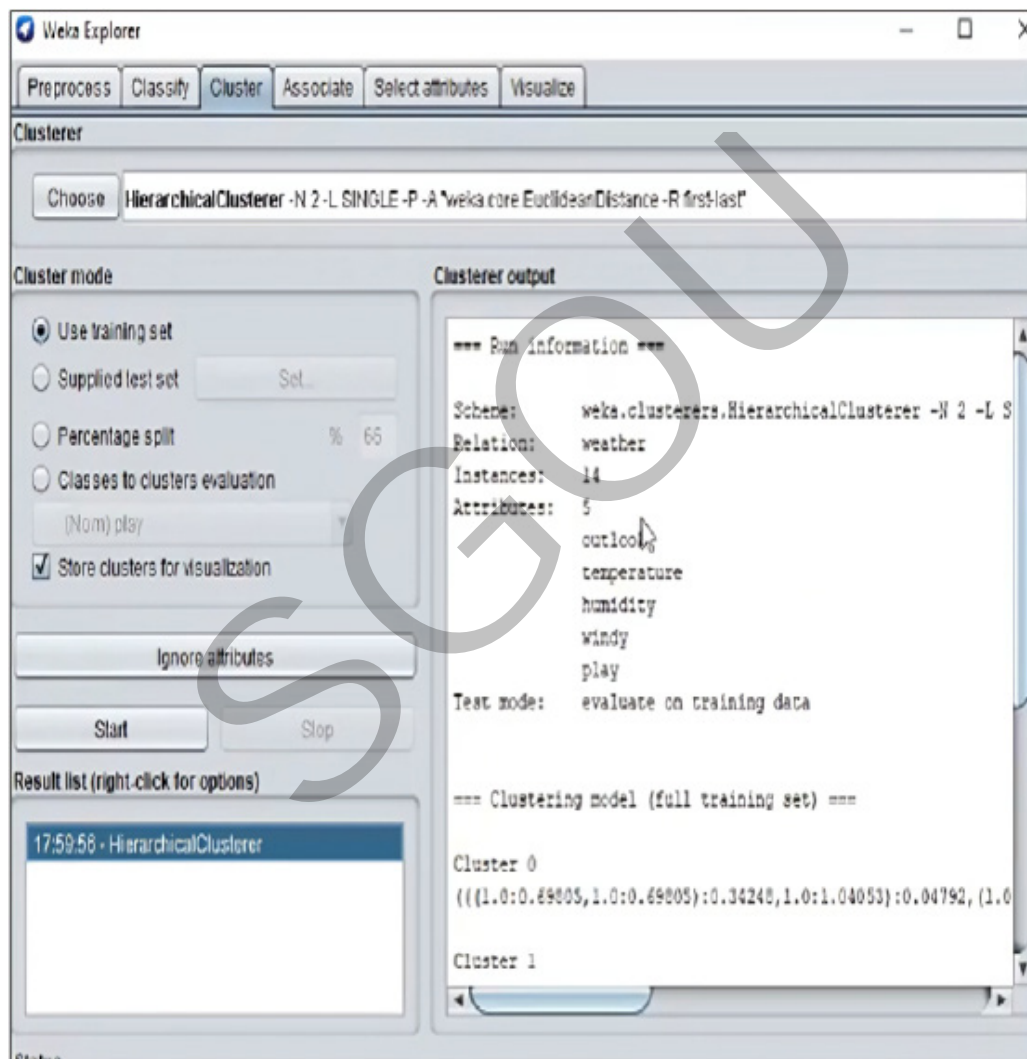 Weka Explorer
Preprocess Classify Cluster Associate Select attributes Visualize
Clusterer
Choose HierarchicalClusterer -N 2 -L SINGLE -P -A "weka.core.EuclideanDistance -R first-last"
Cluster mode
Use training set
Supplied test set Set...
Percentage split % 66
Classes to clusters evaluation
(Nom) play
Store clusters for visualization
Ignore attributes
Start Stop
Result list (right-click for options)
17:59:56 - HierarchicalClusterer
Clusterer output
=== Run information ===
Scheme: weka.clusterers.HierarchicalClusterer -N 2 -L S
Relation: weather
Instances: 14
Attributes: 5
outlook
temperature
humidity
windy
play
Test mode: evaluate on training data
=== Clustering model (full training set) ===
Cluster 0
(((1.0:0.69805,1.0:0.69805):0.34248,1.0:1.04053):0.04792,(1.0
Cluster 1
Status
SGOU